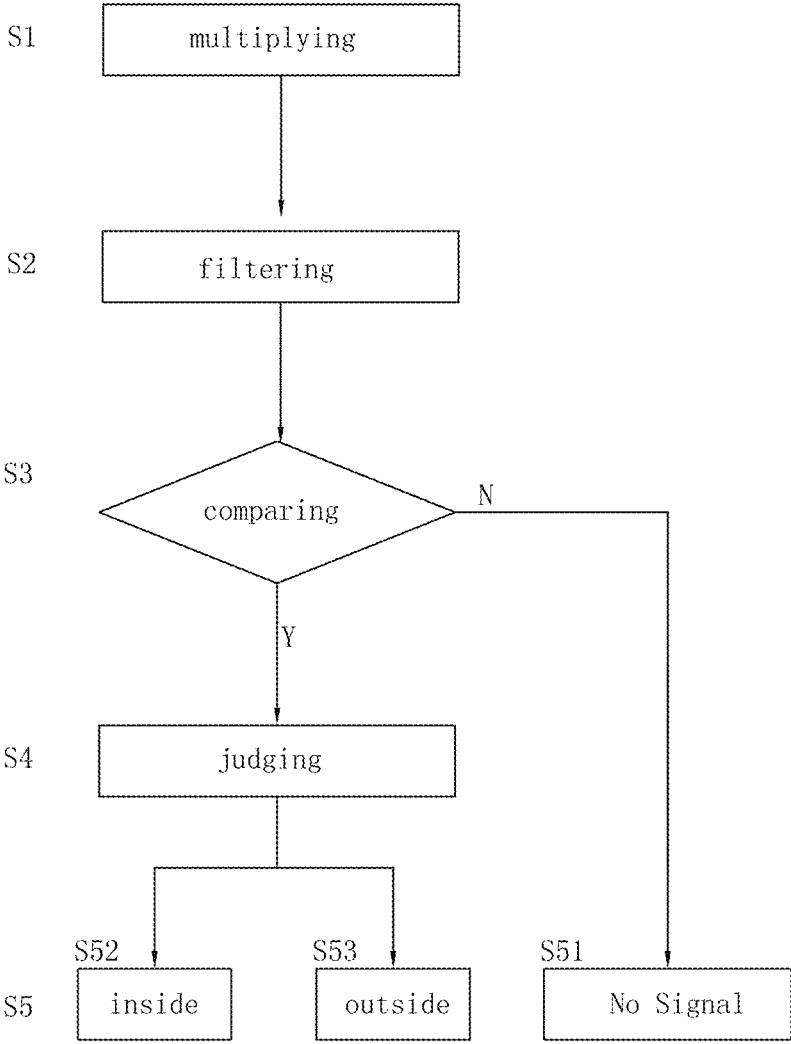 S1 multiplying
S2 filtering
S3 comparing N
Y
S4 judging
S52 S53 S51
S5 inside outside No Signal